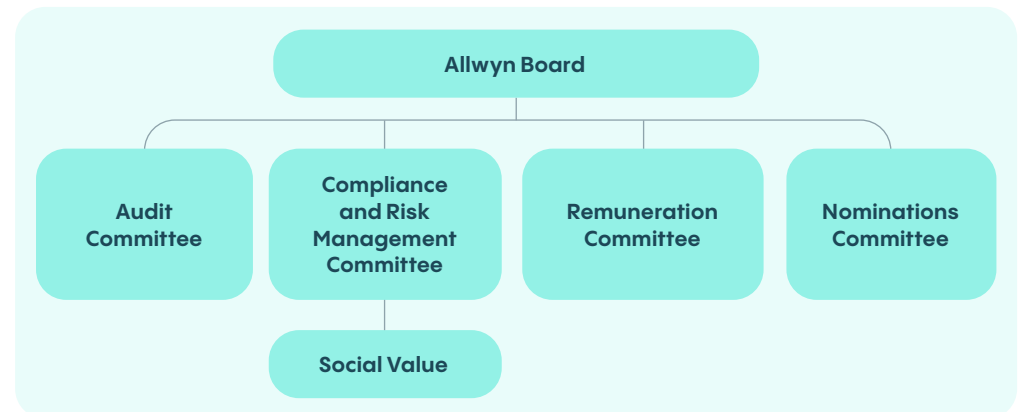 Allwyn Board
Audit
Committee
Compliance
and Risk
Management
Committee
Remuneration
Committee
Nominations
Committee
Social Value